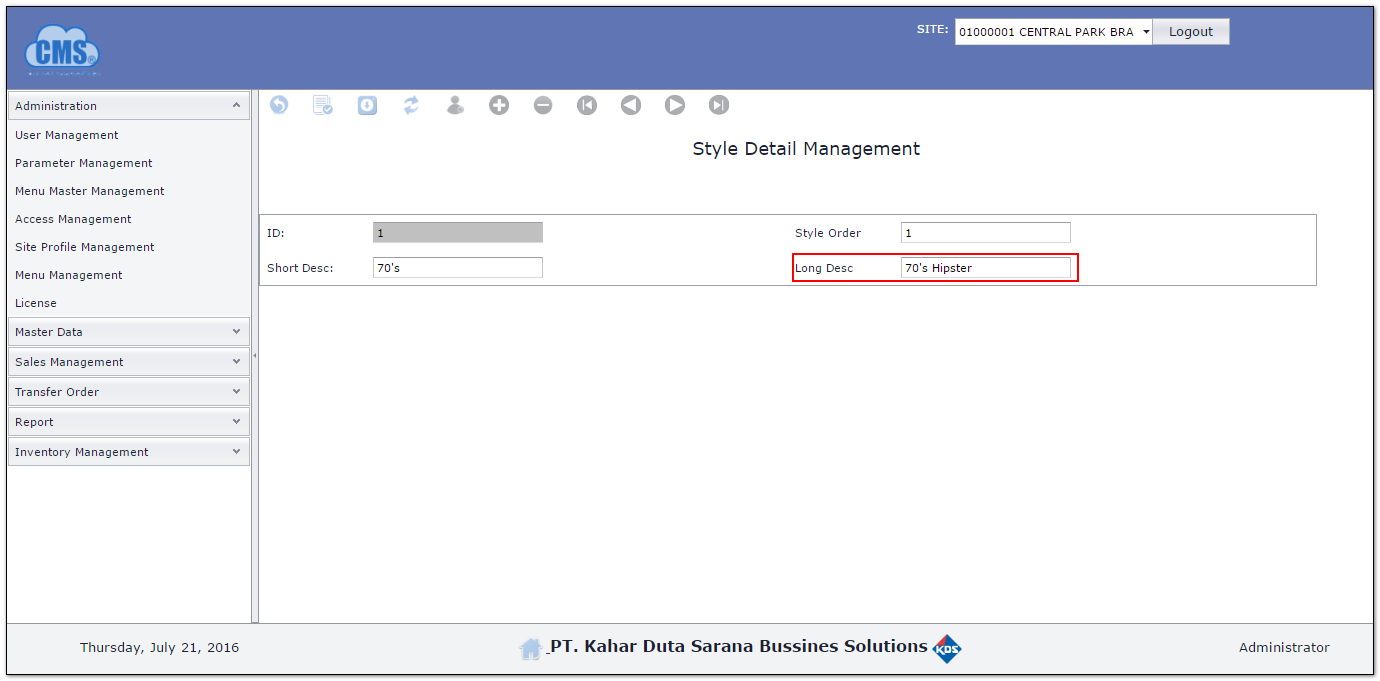 CMS®
SITE: 01000001 CENTRAL PARK BRA Logout
Administration
User Management
Parameter Management
Menu Master Management
Access Management
Site Profile Management
Menu Management
License
Master Data
Sales Management
Transfer Order
Report
Inventory Management
Style Detail Management
ID: 1 Style Order 1
Short Desc: 70's Long Desc 70's Hipster
Thursday, July 21, 2016 PT. Kahar Duta Sarana Bussines Solutions KDS Administrator